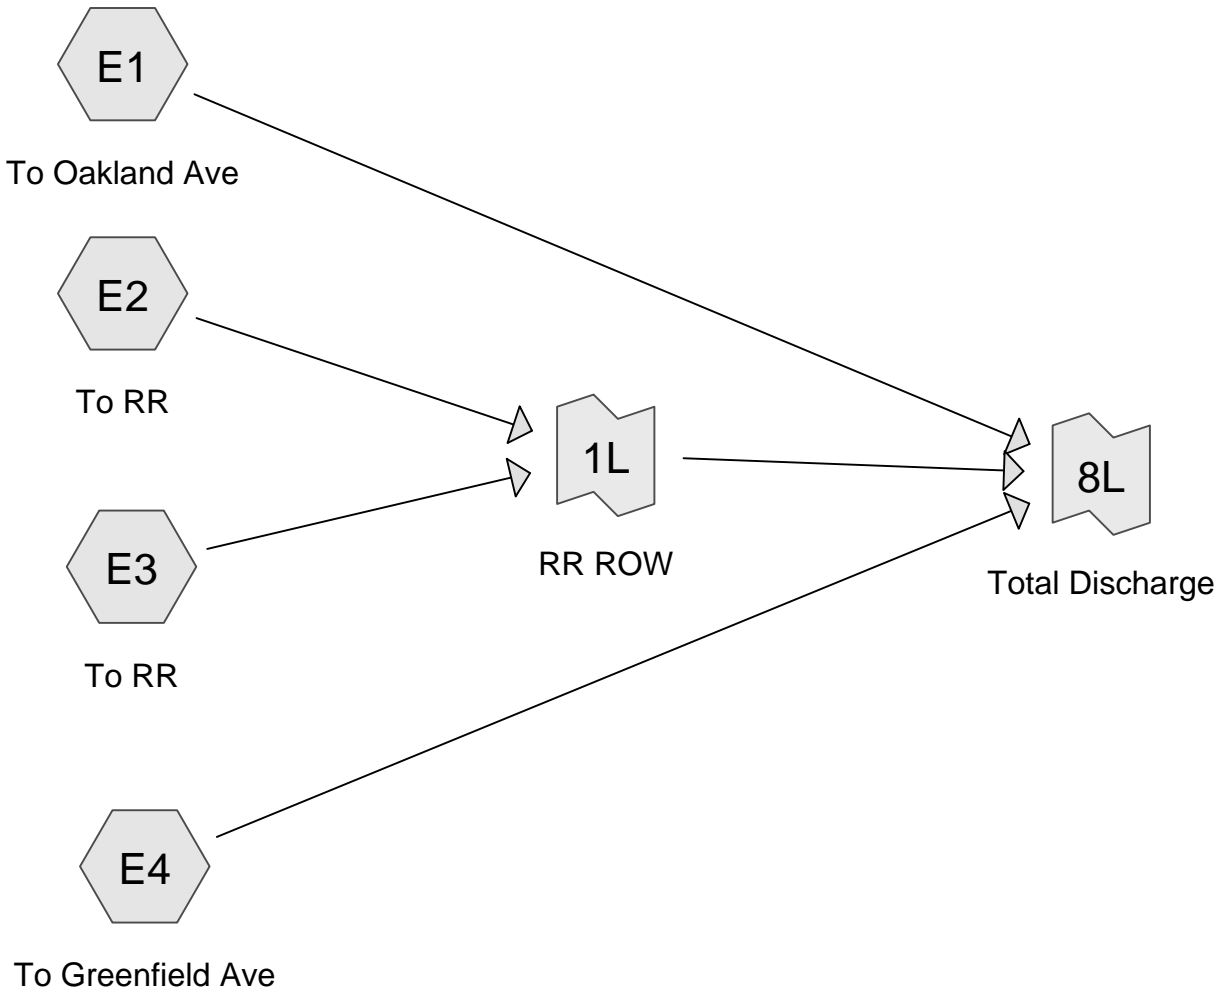 E1
To Oakland Ave
E2
To RR
1L
RR ROW
8L
Total Discharge
E3
To RR
E4
To Greenfield Ave